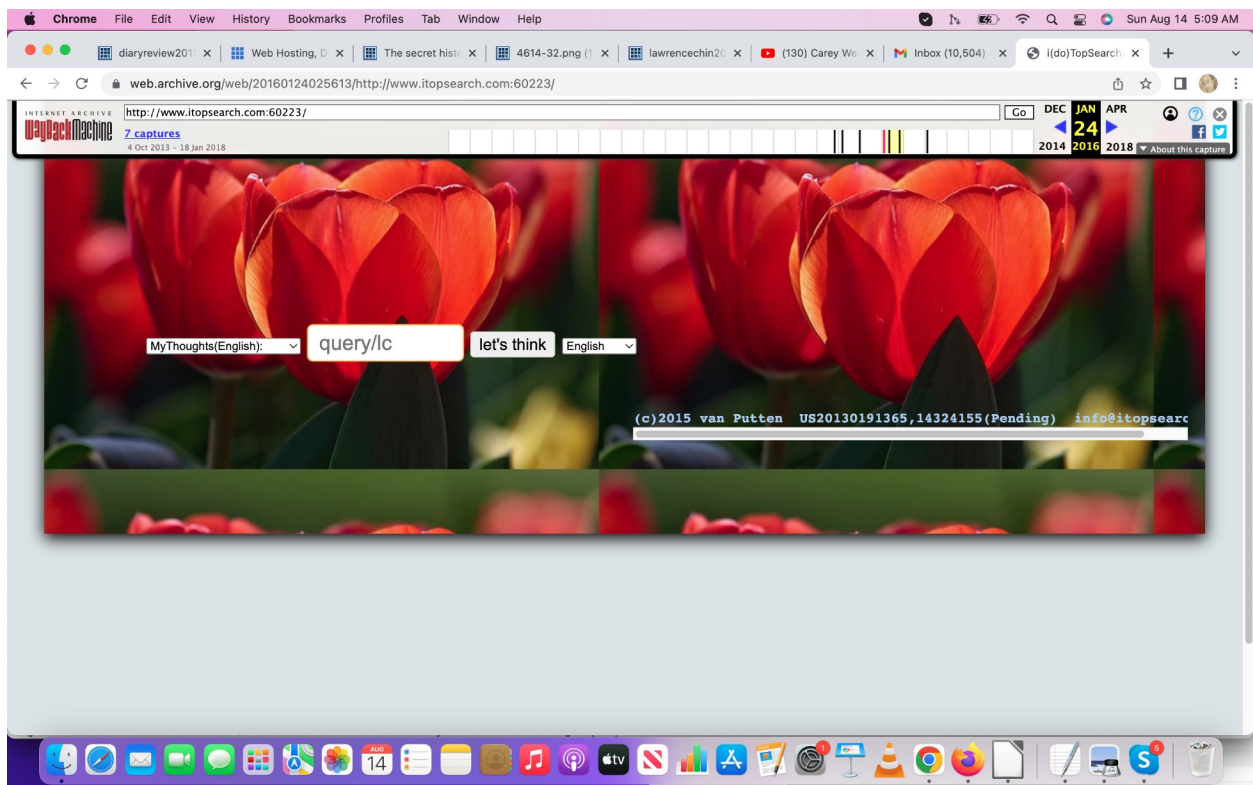 Chrome File Edit View History Bookmarks Profiles Tab Window Help Sun Aug 14 5:09 AM
diaryreview201 Web Hosting, D The secret histo 4614-32.png (1 lawrencechin20 (130) Carey We Inbox (10,504) i(do)TopSearch
web.archive.org/web/20160124025613/http://www.itopsearch.com:60223/
INTERNET ARCHIVE http://www.itopsearch.com:60223/ Go DEC JAN APR
WayBackMachine 7 captures 24
4 Oct 2013 – 18 Jan 2018 2014 2016 2018 ▼ About this capture
MyThoughts(English): query/lc let's think English
(c)2015 van Putten US20130191365,14324155(Pending) info@itopsearc
AUG
14
tv
1
5
S